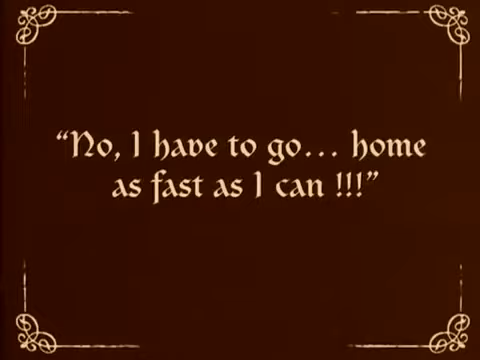 “No, I have to go... home
as fast as I can !!!”